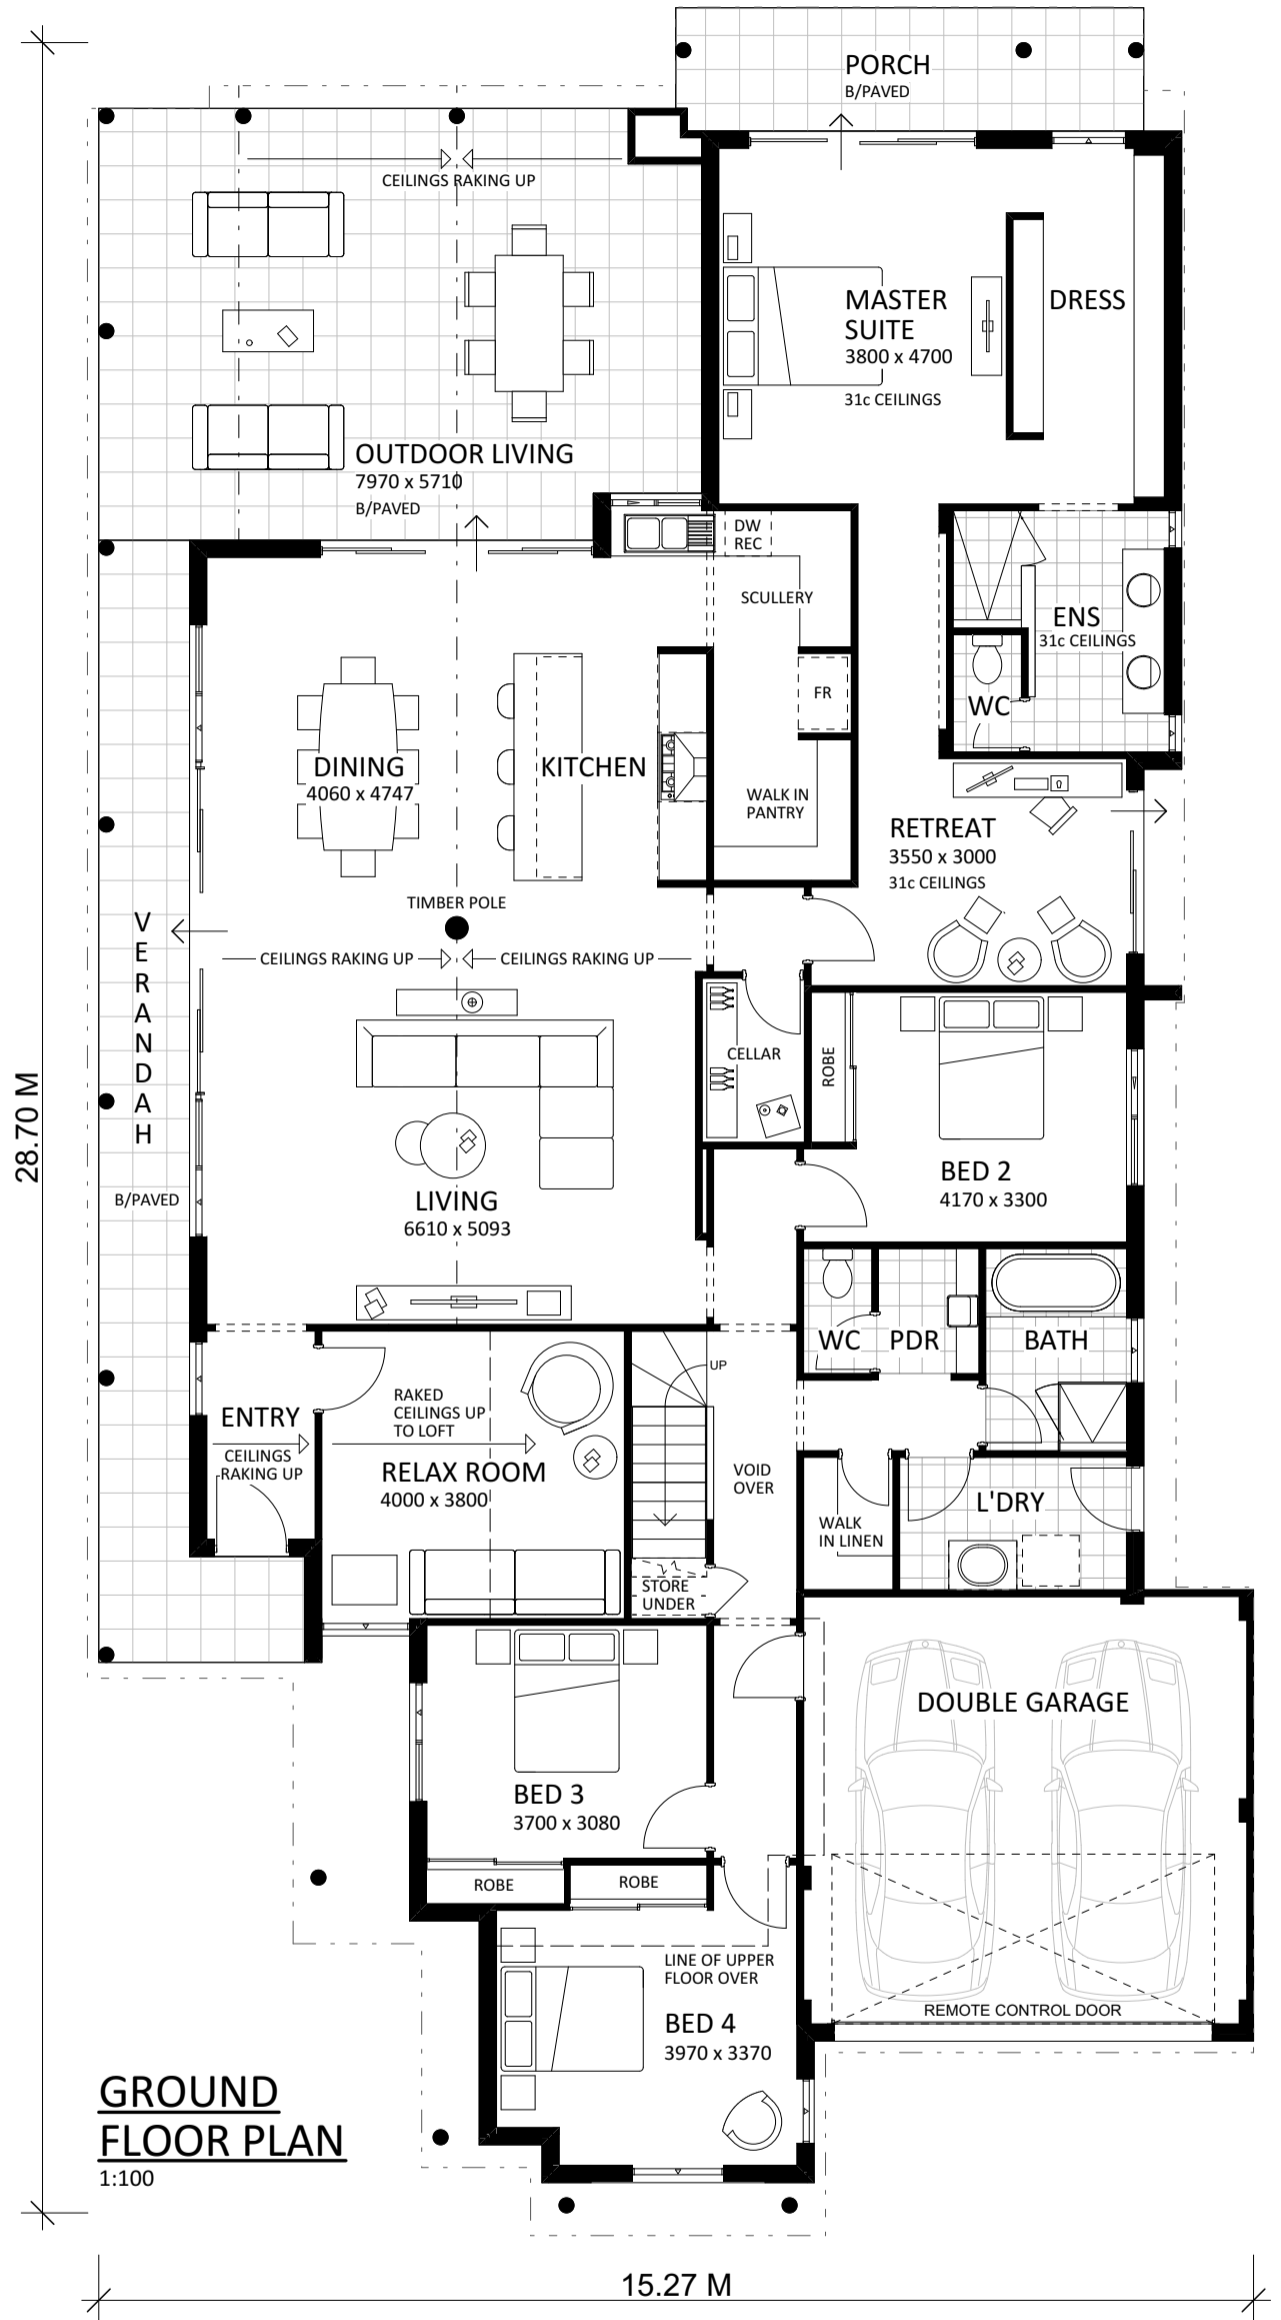 PORCH
B/PAVED
CEILINGS RAKING UP
MASTER
SUITE
3800 x 4700
31c CEILINGS
DRESS
OUTDOOR LIVING
7970 x 5710
B/PAVED
DW
REC
SCULLERY
ENS
31c CEILINGS
FR
WC
DINING
4060 x 4747
KITCHEN
WALK IN
PANTRY
RETREAT
3550 x 3000
31c CEILINGS
TIMBER POLE
VERANDAH
CEILINGS RAKING UP
CEILINGS RAKING UP
CELLAR
ROBE
28.70 M
B/PAVED
BED 2
4170 x 3300
LIVING
6610 x 5093
WC
PDR
BATH
UP
RAKED
CEILINGS UP
TO LOFT
ENTRY
CEILINGS
RAKING UP
RELAX ROOM
4000 x 3800
VOID
OVER
L'DRY
WALK
IN LINEN
STORE
UNDER
DOUBLE GARAGE
BED 3
3700 x 3080
ROBE
ROBE
LINE OF UPPER
FLOOR OVER
REMOTE CONTROL DOOR
BED 4
3970 x 3370
GROUND
FLOOR PLAN
1:100
15.27 M